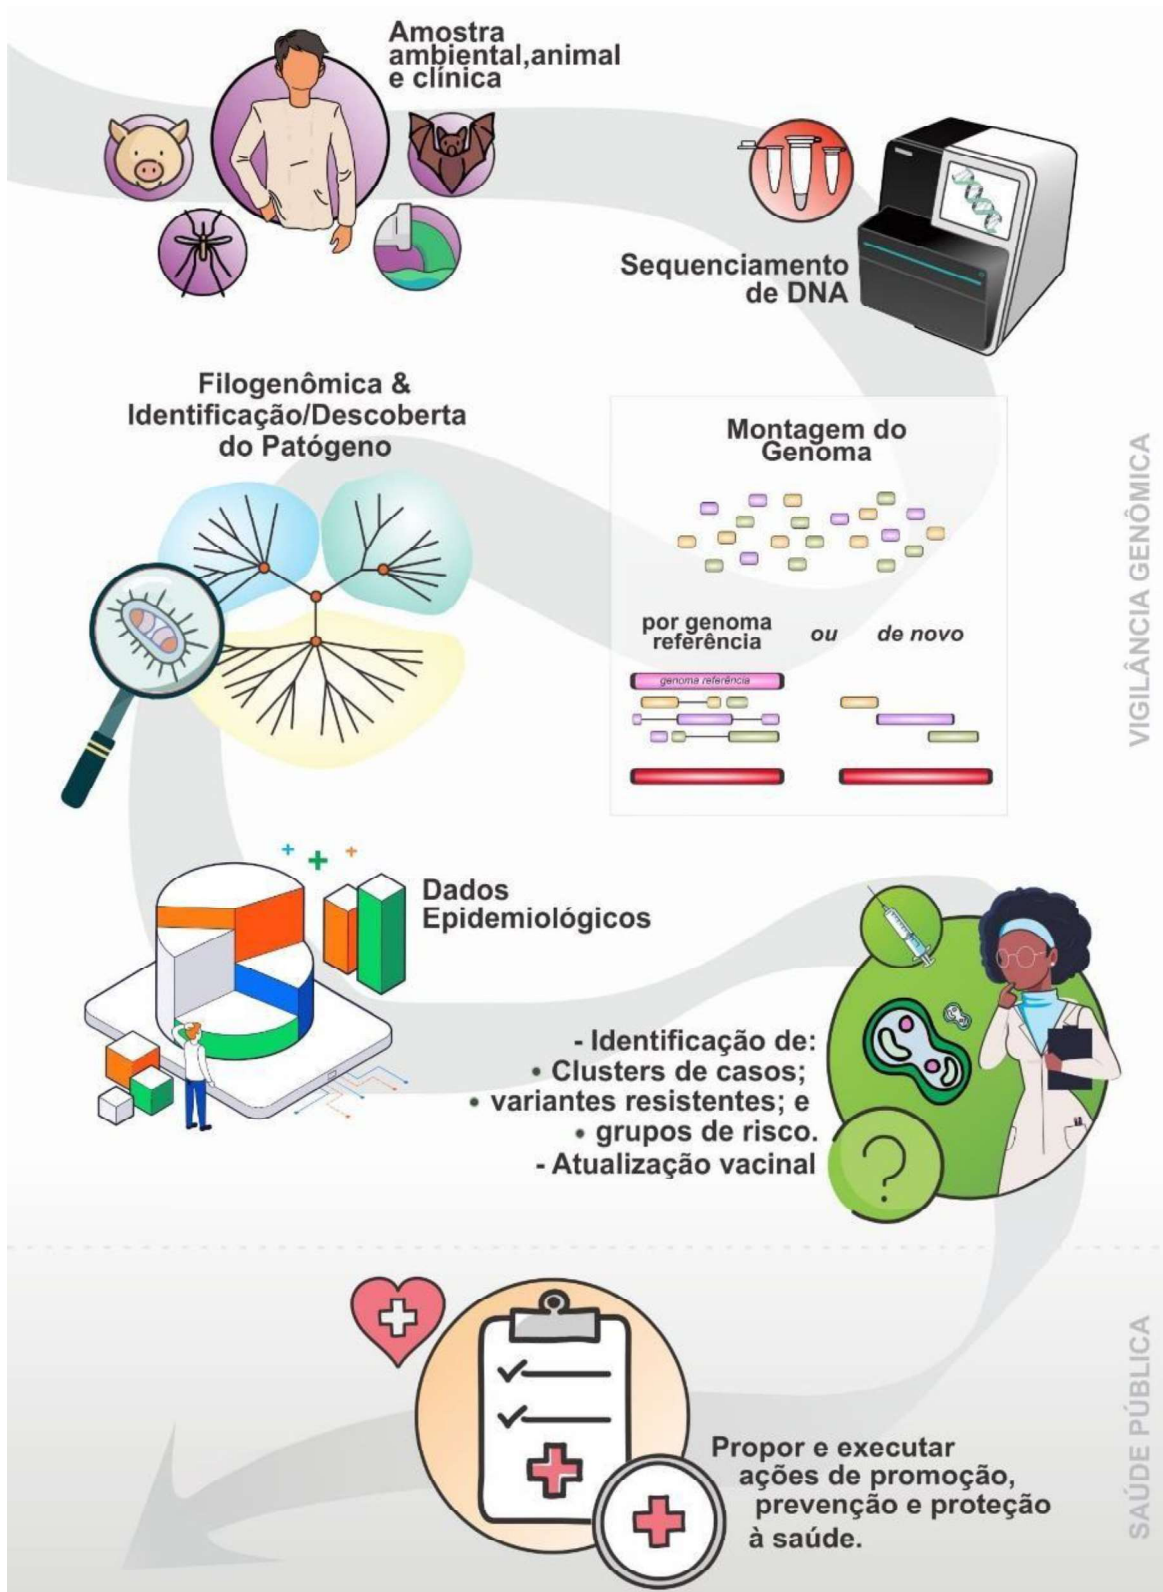 Amostra
ambiental,animal
e clínica
Sequenciamento
de DNA
Filogenômica &
Identificação/Descoberta
do Patógeno
Montagem do
Genoma
por genoma
referência
ou
de novo
genoma referência
VIGILÂNCIA GENÔMICA
Dados
Epidemiológicos
- Identificação de:
• Clusters de casos;
• variantes resistentes; e
• grupos de risco.
- Atualização vacinal
?
Propor e executar
ações de promoção,
prevenção e proteção
à saúde.
SAÚDE PÚBLICA